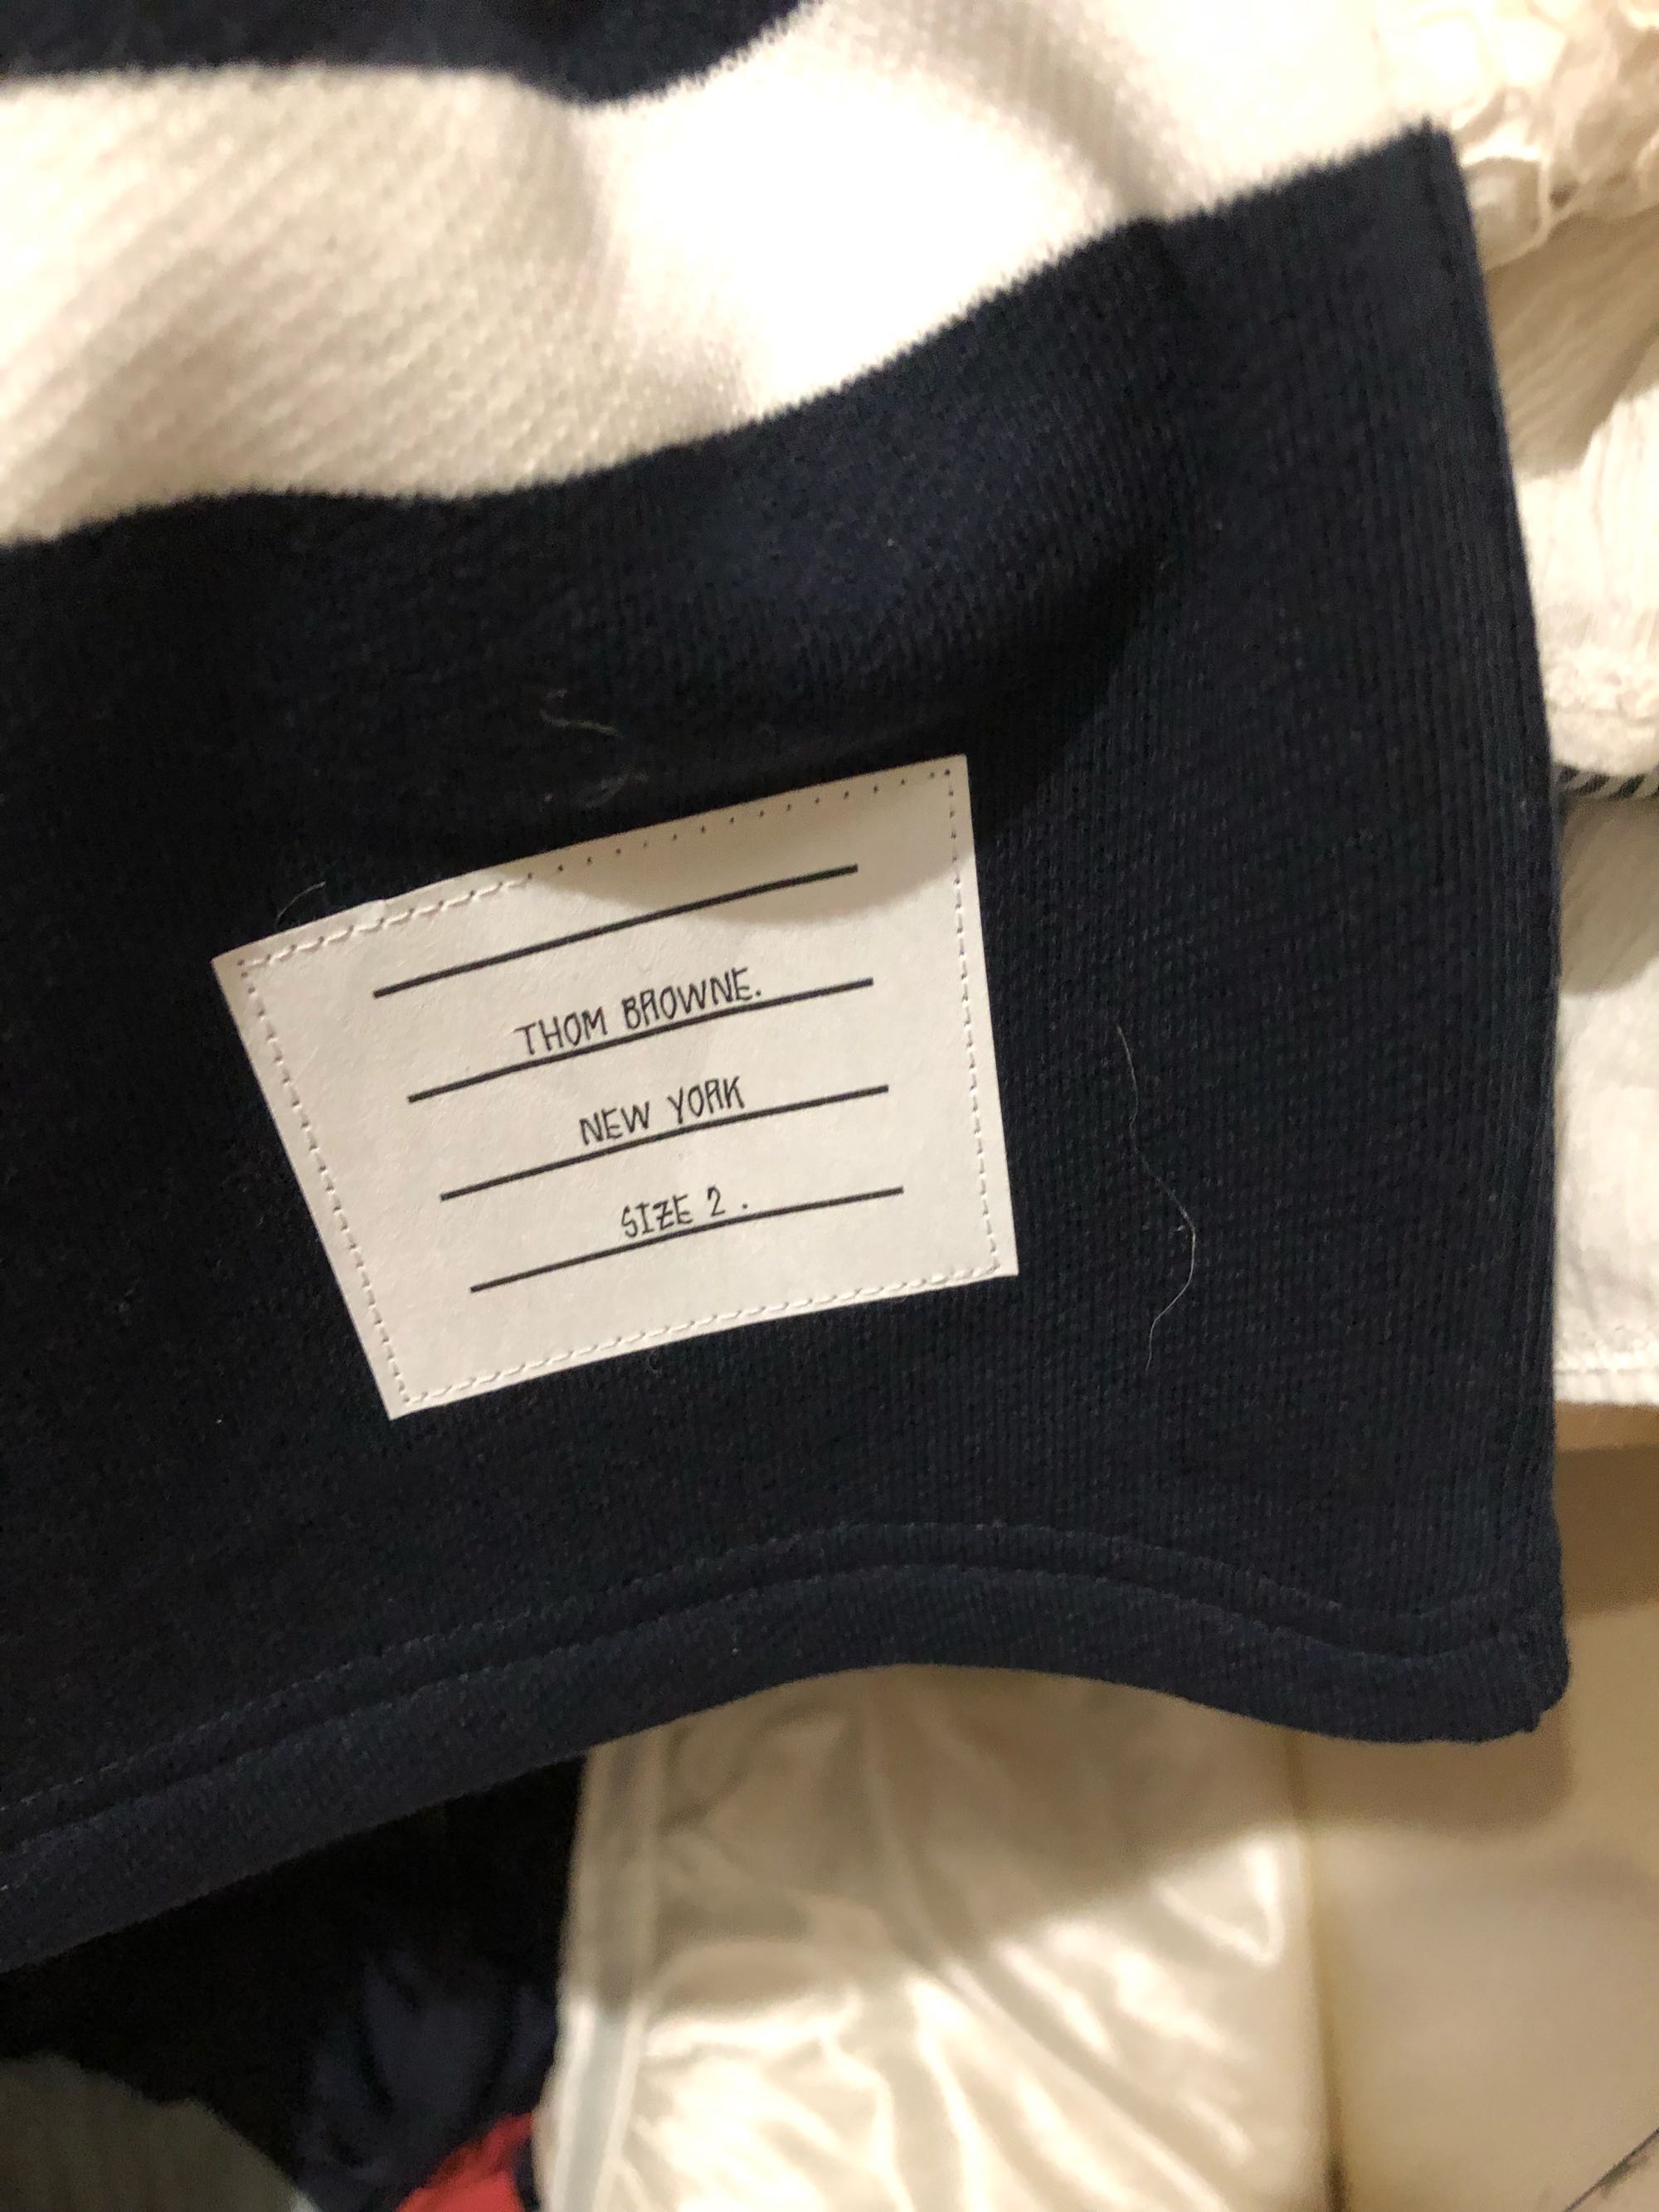 THOM BROWNE.
NEW YORK
SIZE 2 .